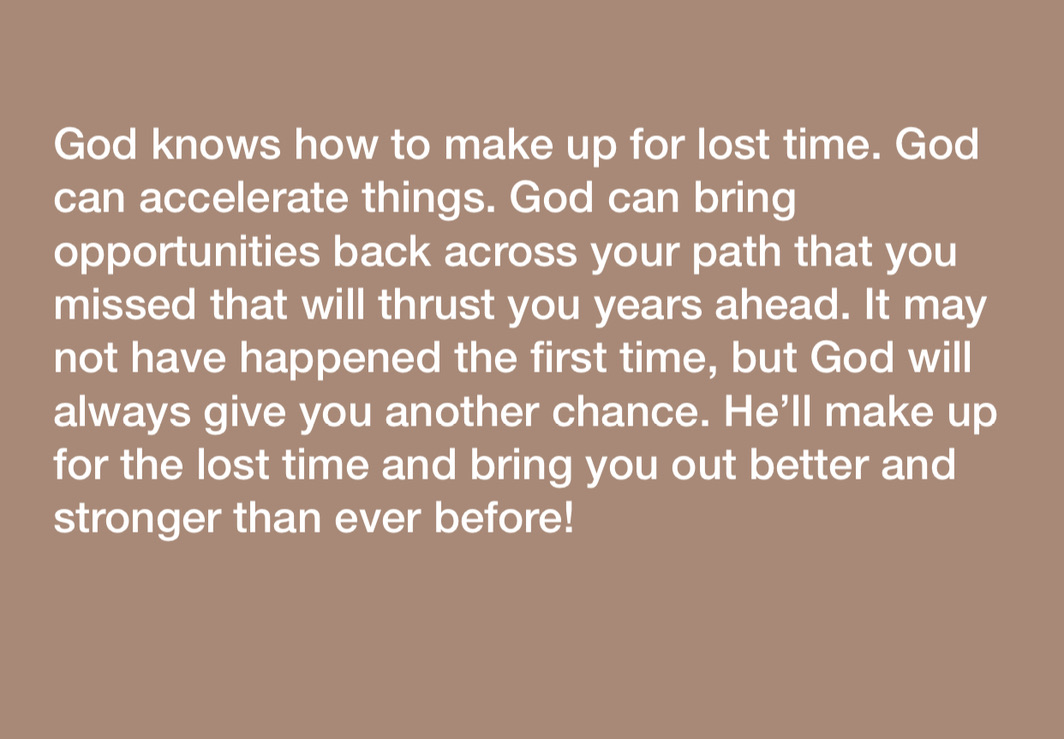 God knows how to make up for lost time. God
can accelerate things. God can bring
opportunities back across your path that you
missed that will thrust you years ahead. It may
not have happened the first time, but God will
always give you another chance. He’ll make up
for the lost time and bring you out better and
stronger than ever before!